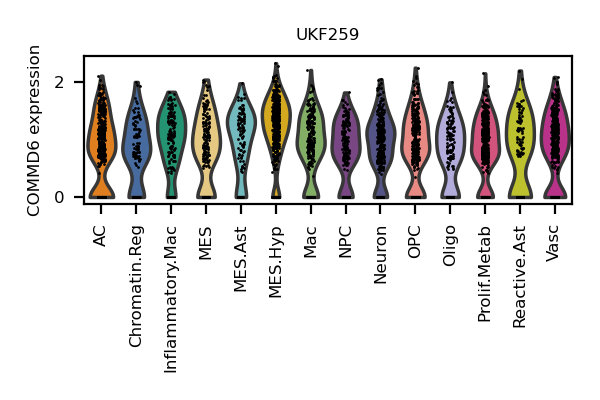 UKF259
COMMD6 expression
2
0
AC
Chromatin.Reg
Inflammatory.Mac
MES
MES.Ast
MES.Hyp
Mac
NPC
Neuron
OPC
Oligo
Prolif.Metab
Reactive.Ast
Vasc